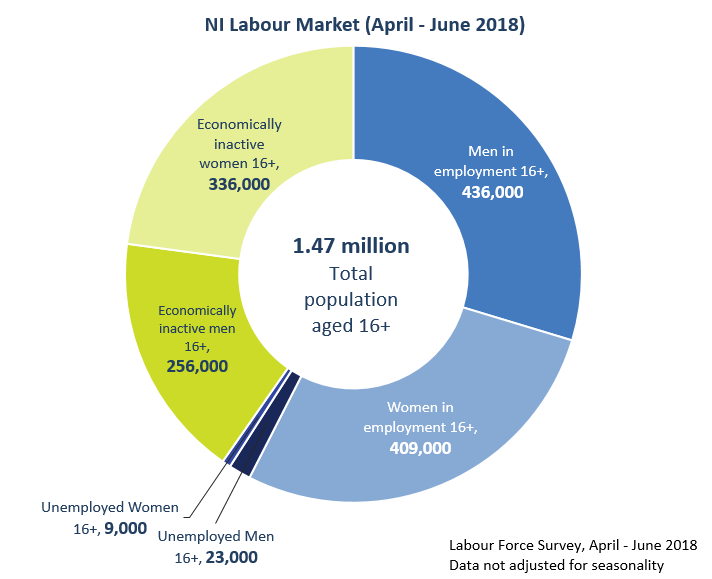 NI Labour Market (April - June 2018)
Economically
inactive
women 16+,
336,000
Men in
employment 16+,
436,000
1.47 million
Total
population
aged 16+
Economically
inactive men
16+,
256,000
Women in
employment 16+,
409,000
Unemployed Women
16+, 9,000
Unemployed Men
16+, 23,000
Labour Force Survey, April - June 2018
Data not adjusted for seasonality